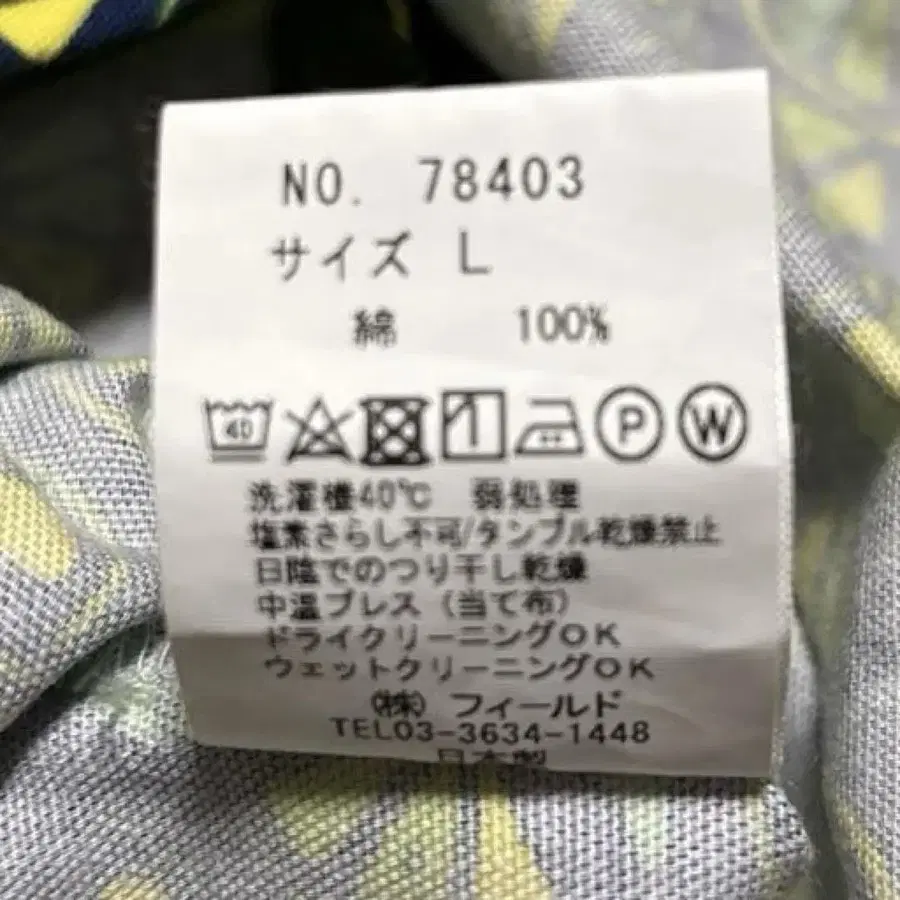 NO. 78403
サイズ L
綿 100%
40 P W
洗濯機40℃ 弱処理
塩素さらし不可/タンブル乾燥禁止
日陰でのつり干し乾燥
中温プレス（当て布）
ドライクリーニングOK
ウェットクリーニングOK
㈱ フィールド
TEL03-3634-1448
日本製